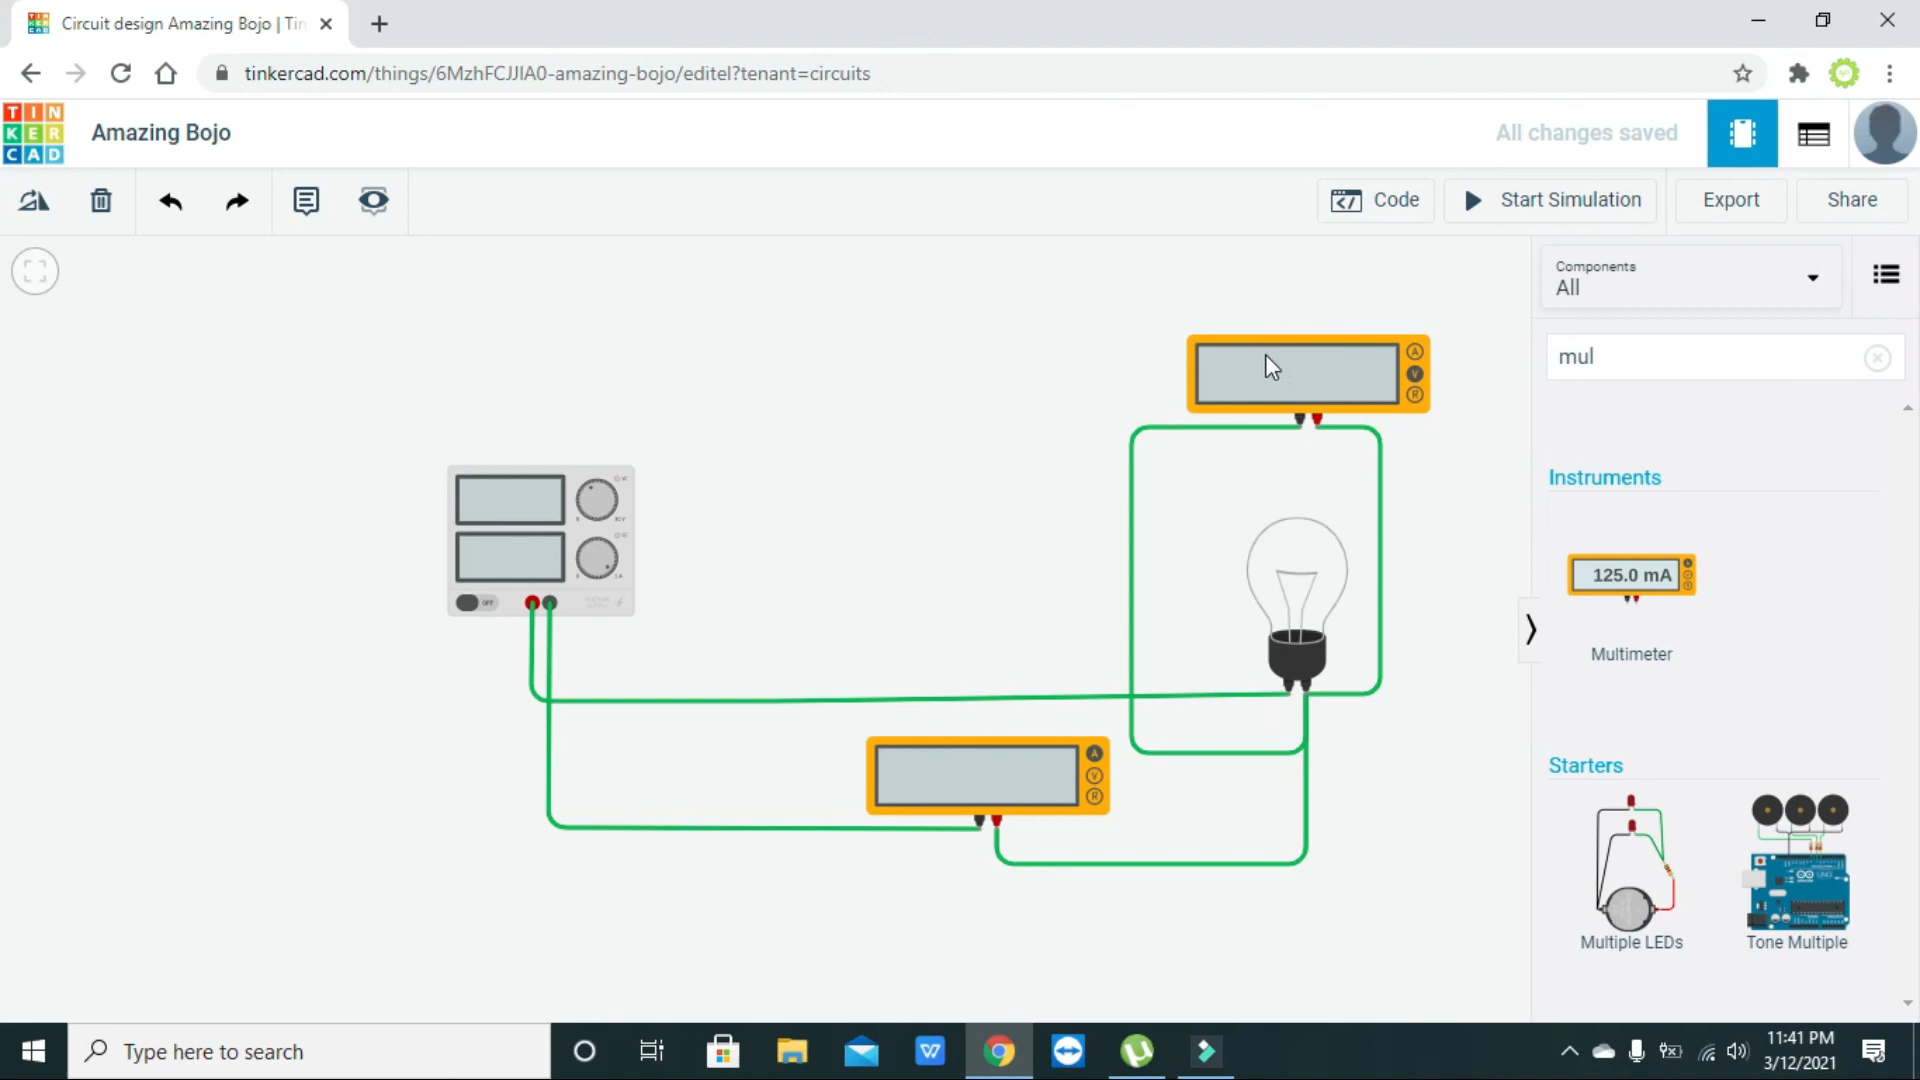 Circuit design Amazing Bojo | Tin
tinkercad.com/things/6MzhFCJJIA0-amazing-bojo/editel?tenant=circuits
TIN
KER
CAD
Amazing Bojo
All changes saved
Code
Start Simulation
Export
Share
Components
All
mul
A
V
R
OFF
A
V
R
Instruments
125.0 mA
Multimeter
Starters
Multiple LEDs
Tone Multiple
Type here to search
11:41 PM
3/12/2021